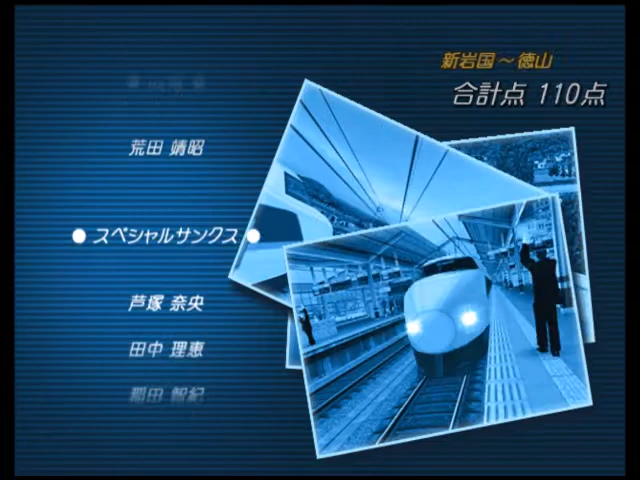 新岩国～徳山
合計点 110点
荒田 靖昭
● スペシャルサンクス ●
芦塚 奈央
田中 理恵